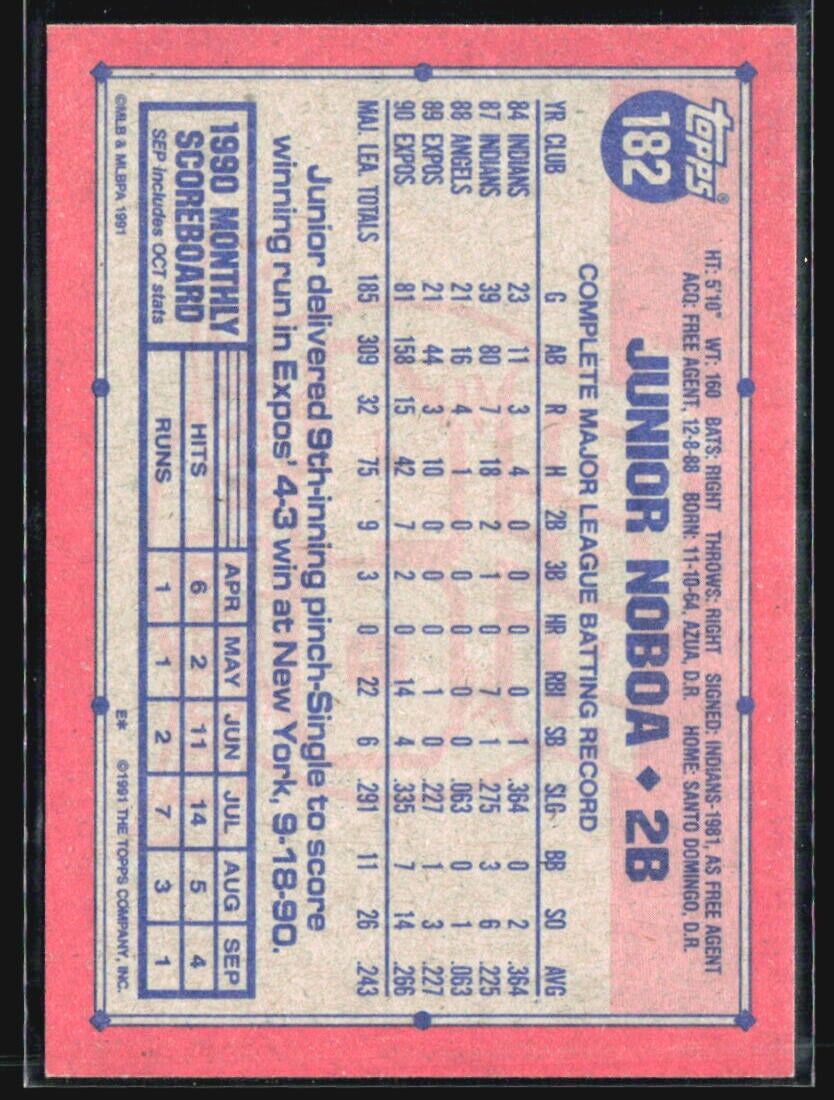 TOPPS®
182
JUNIOR NOBOA ♦ 2B
HT: 5'10" WT: 160 BATS: RIGHT THROWS: RIGHT SIGNED: INDIANS-1981, AS FREE AGENT
ACQ: FREE AGENT, 12-8-88 BORN: 11-10-64, AZUA, D.R. HOME: SANTO DOMINGO, D.R.
COMPLETE MAJOR LEAGUE BATTING RECORD
YR CLUB G AB R H 2B 3B HR RBI SB SLG BB SO AVG
84 INDIANS 23 11 3 4 0 0 0 0 1 .364 0 2 .364
87 INDIANS 39 80 7 18 2 1 0 7 1 .275 3 6 .225
88 ANGELS 21 16 4 1 0 0 0 0 0 .063 0 1 .063
89 EXPOS 21 44 3 10 0 0 0 1 0 .227 1 3 .227
90 EXPOS 81 158 15 42 7 2 0 14 4 .335 7 14 .266
MAJ. LEA. TOTALS 185 309 32 75 9 3 0 22 6 .291 11 26 .243
Junior delivered 9th-inning pinch-Single to score
winning run in Expos' 4-3 win at New York, 9-18-90.
1990 MONTHLY
SCOREBOARD
SEP includes OCT stats
APR MAY JUN JUL AUG SEP
HITS 6 2 11 14 5 4
RUNS 1 1 2 7 3 1
©MLB & MLBPA 1991
E* ©1991 THE TOPPS COMPANY, INC.